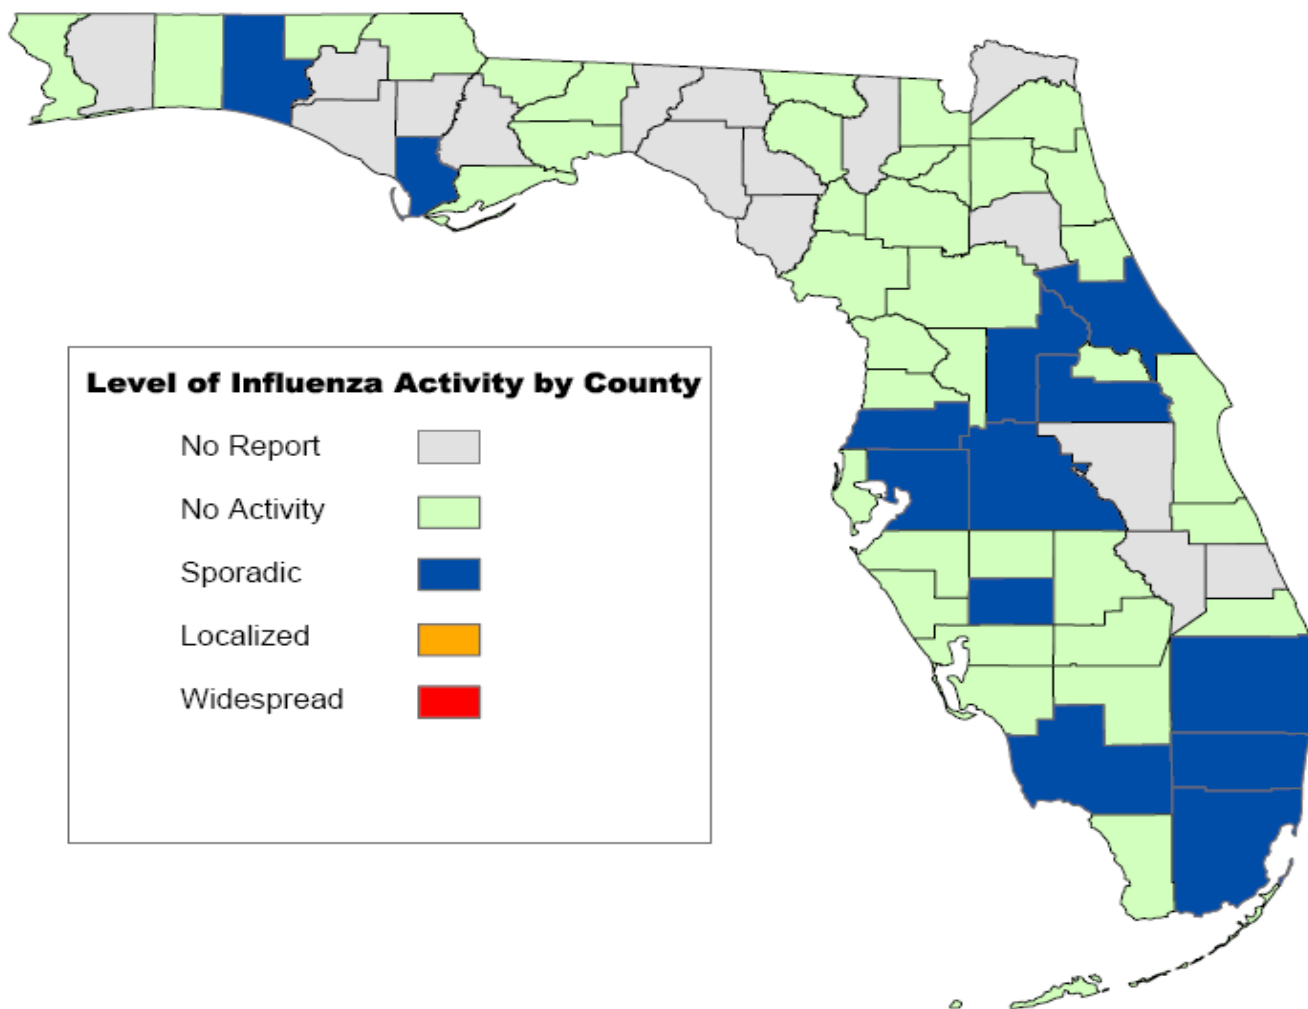 Level of Influenza Activity by County
No Report
No Activity
Sporadic
Localized
Widespread